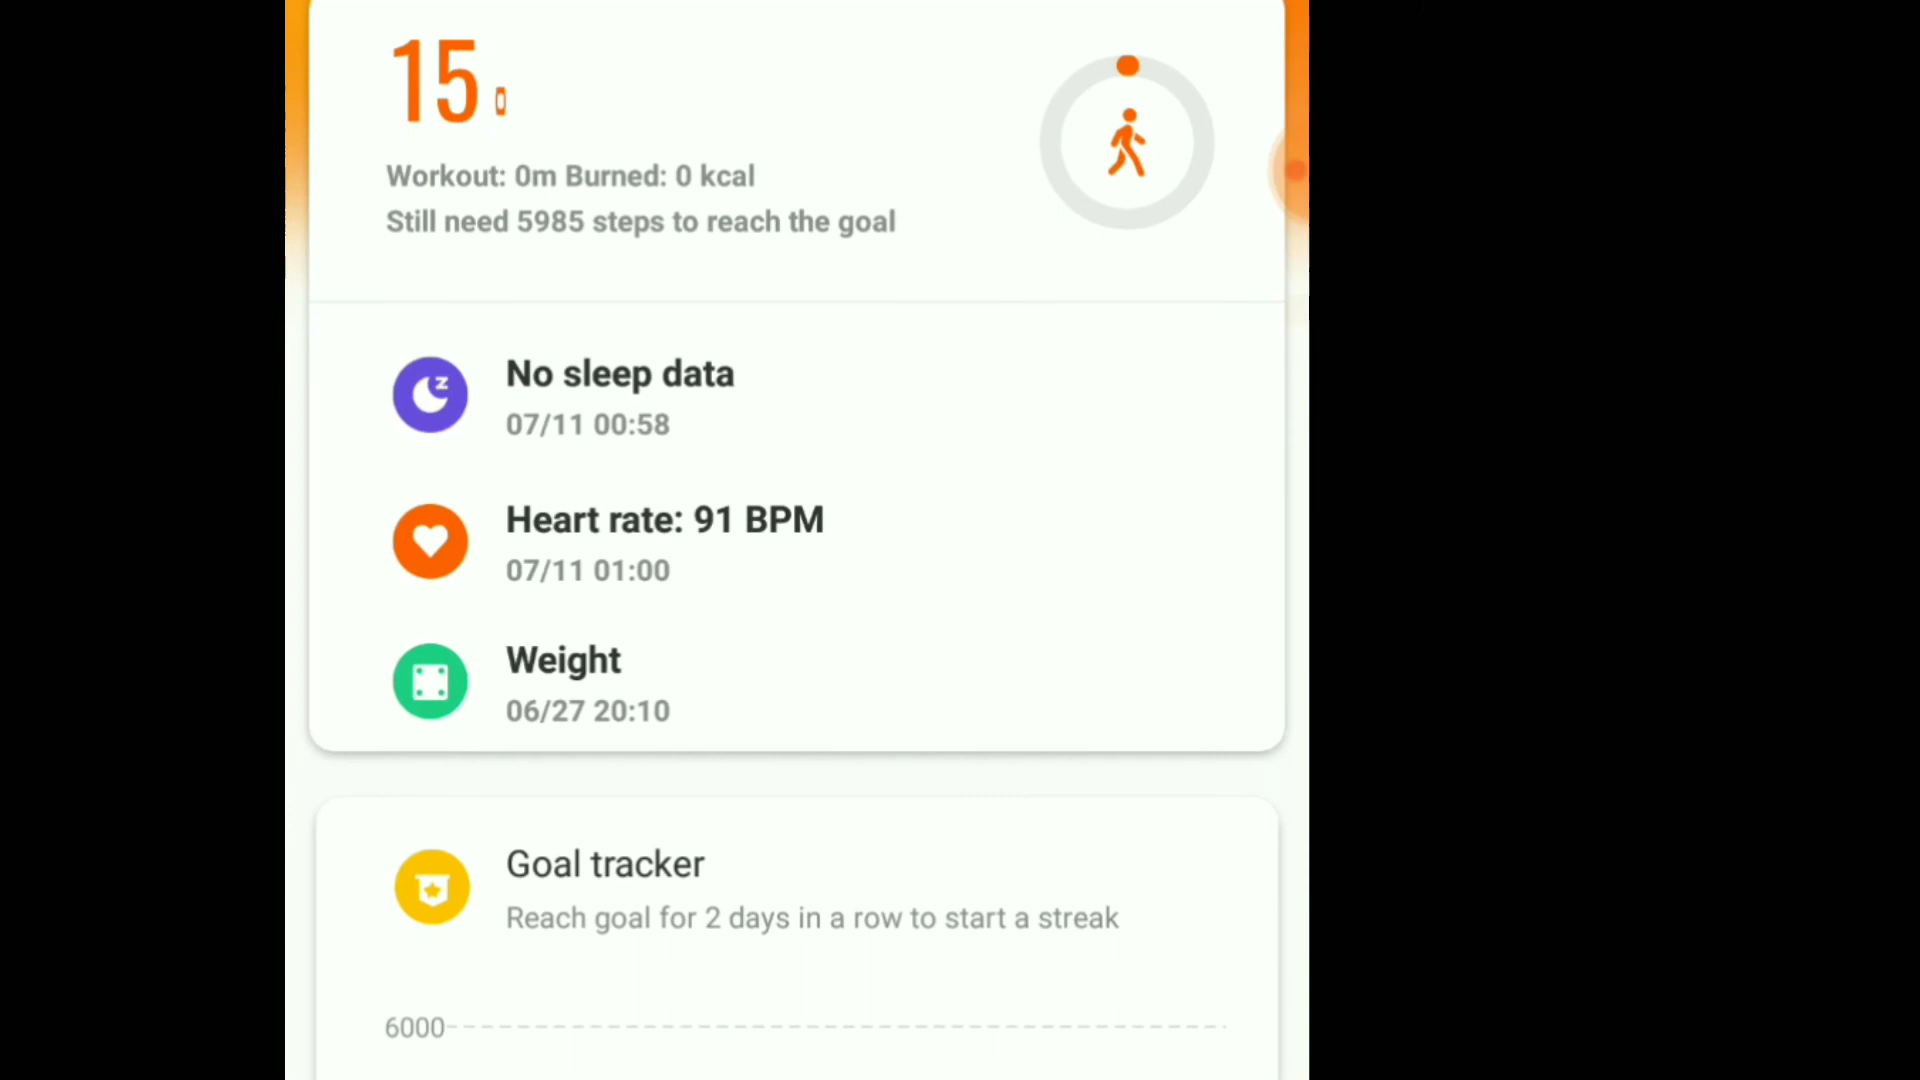 15
Workout: 0m Burned: 0 kcal
Still need 5985 steps to reach the goal
No sleep data
07/11 00:58
Heart rate: 91 BPM
07/11 01:00
Weight
06/27 20:10
Goal tracker
Reach goal for 2 days in a row to start a streak
6000